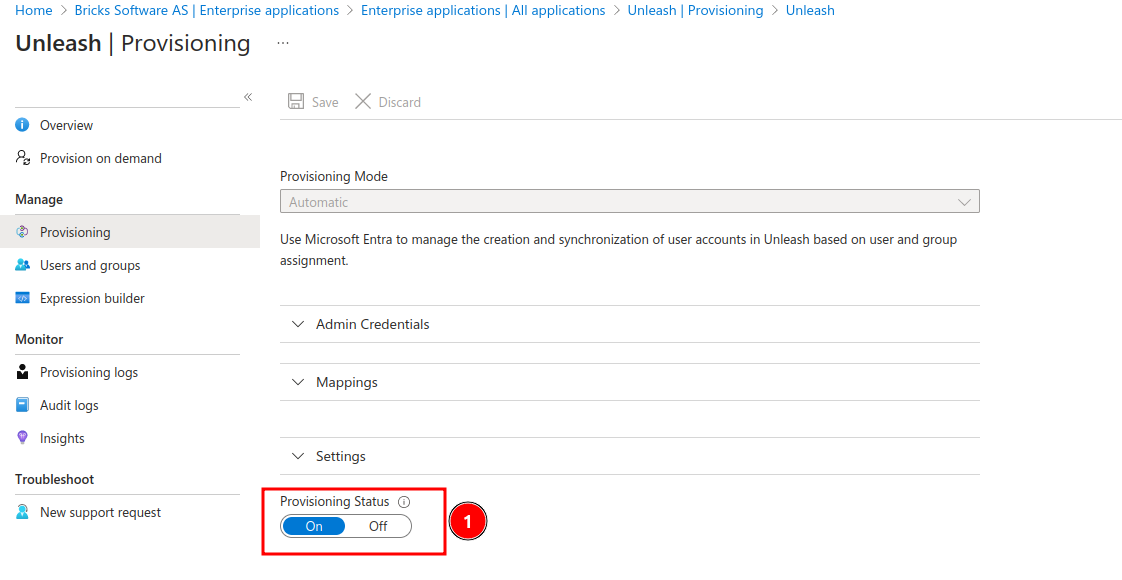 Home > Bricks Software AS | Enterprise applications > Enterprise applications | All applications > Unleash | Provisioning > Unleash
Unleash | Provisioning ...
«
Save Discard
Overview
Provision on demand
Manage
Provisioning
Users and groups
Expression builder
Monitor
Provisioning logs
Audit logs
Insights
Troubleshoot
New support request
Provisioning Mode
Automatic
Use Microsoft Entra to manage the creation and synchronization of user accounts in Unleash based on user and group
assignment.
Admin Credentials
Mappings
Settings
Provisioning Status
On Off
1